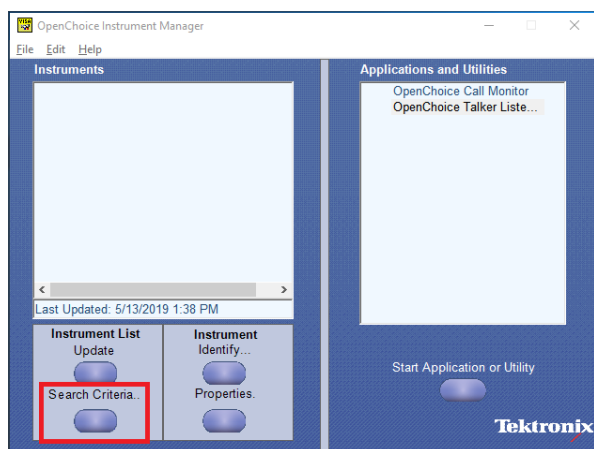 VISA
OpenChoice Instrument Manager
File Edit Help
Instruments
Last Updated: 5/13/2019 1:38 PM
Instrument List
Update
Search Criteria..
Instrument
Identify...
Properties.
Applications and Utilities
OpenChoice Call Monitor
OpenChoice Talker Liste...
Start Application or Utility
Tektronix